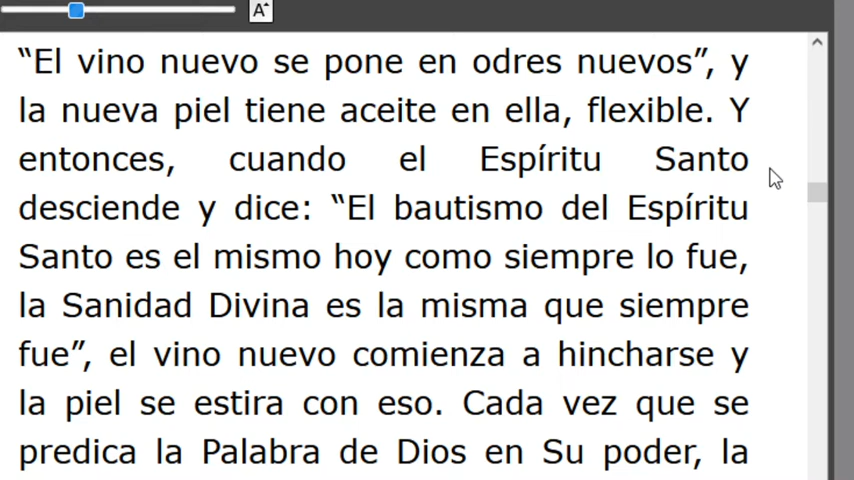 A
“El vino nuevo se pone en odres nuevos”, y
la nueva piel tiene aceite en ella, flexible. Y
entonces, cuando el Espíritu Santo
desciende y dice: “El bautismo del Espíritu
Santo es el mismo hoy como siempre lo fue,
la Sanidad Divina es la misma que siempre
fue”, el vino nuevo comienza a hincharse y
la piel se estira con eso. Cada vez que se
predica la Palabra de Dios en Su poder, la